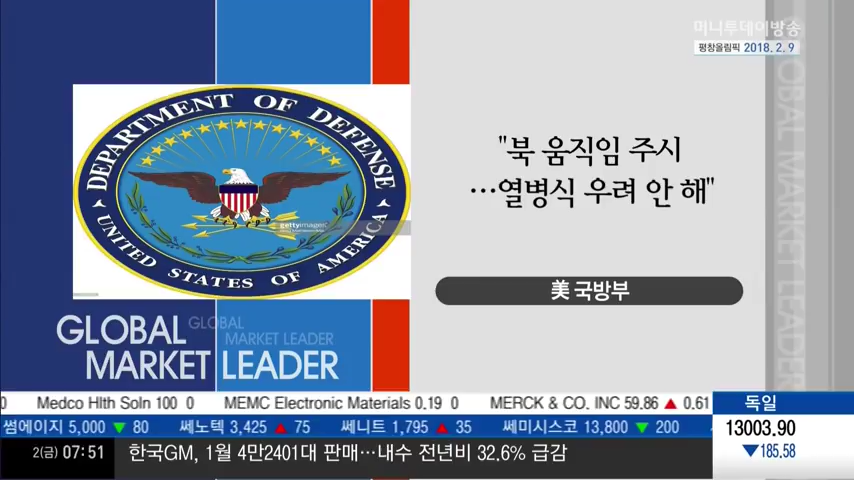 머니투데이방송
평창올림픽 2018. 2. 9
DEPARTMENT OF DEFENSE
UNITED STATES OF AMERICA
gettyimages
"북 움직임 주시
…열병식 우려 안 해"
美 국방부
GLOBAL
MARKET LEADER
GLOBAL
MARKET LEADER
GLOBAL MARKET LEADER
0 Medco Hlth Soln 100 0 MEMC Electronic Materials 0.19 0 MERCK & CO. INC 59.86 ▲ 0.61
독일
썸에이지 5,000 ▼ 80 쎄노텍 3,425 ▲ 75 쎄니트 1,795 ▲ 35 쎄미시스코 13,800 ▼ 200
13003.90
▼185.58
2(금) 07:51 한국GM, 1월 4만2401대 판매…내수 전년비 32.6% 급감